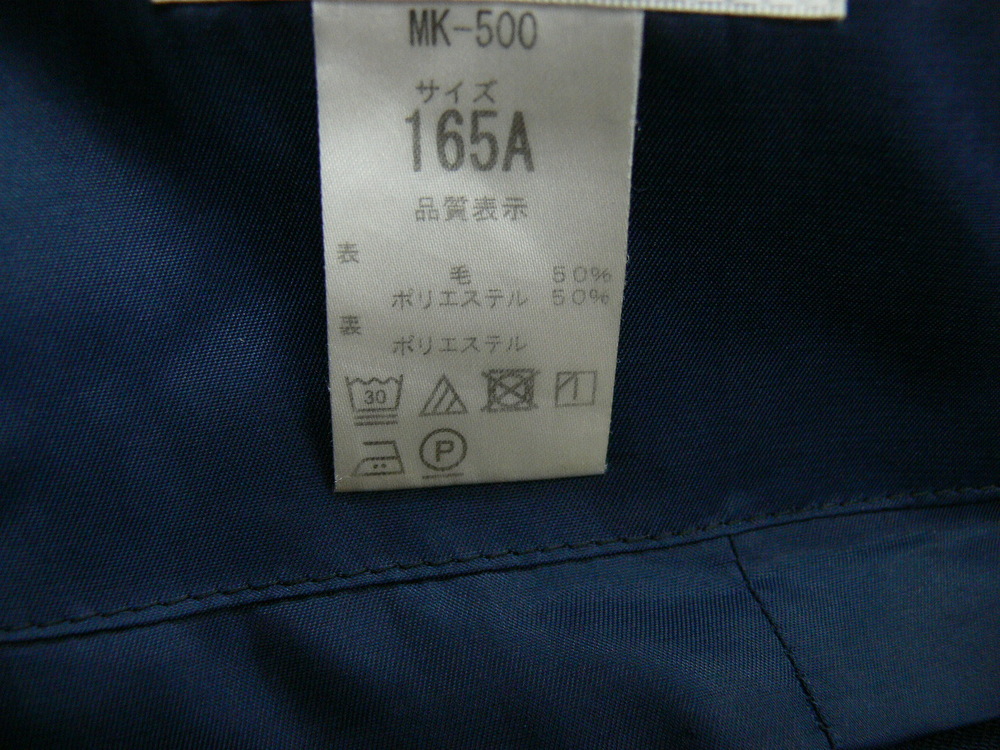 MK-500
サイズ
165A
品質表示
表
毛 50%
ポリエステル 50%
裏
ポリエステル
30
P